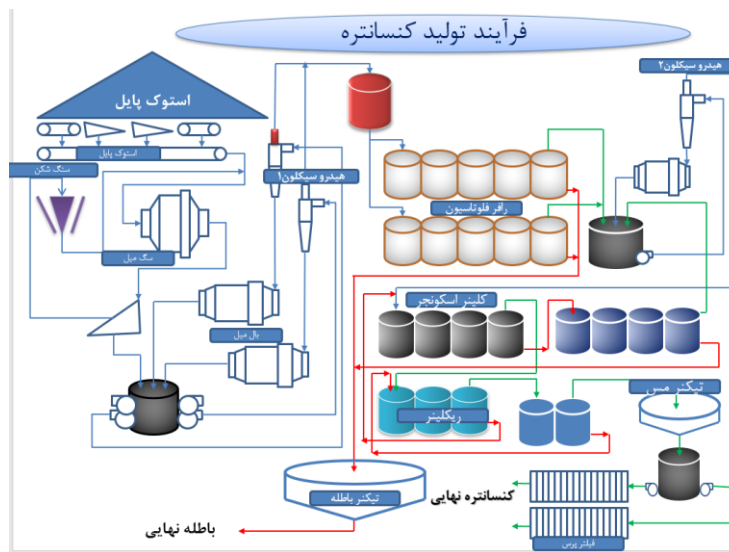 فرآیند تولید کنسانتره
هیدرو سیکلون۲
استوک پایل
استوک پایل
سنگ شکن
هیدرو سیکلون۱
رافر فلوتاسیون
سگ میل
کلینر اسکونجر
بال میل
تیکنر مس
ریکلینر
تیکنر باطله
کنسانتره نهایی
باطله نهایی
فیلتر پرس